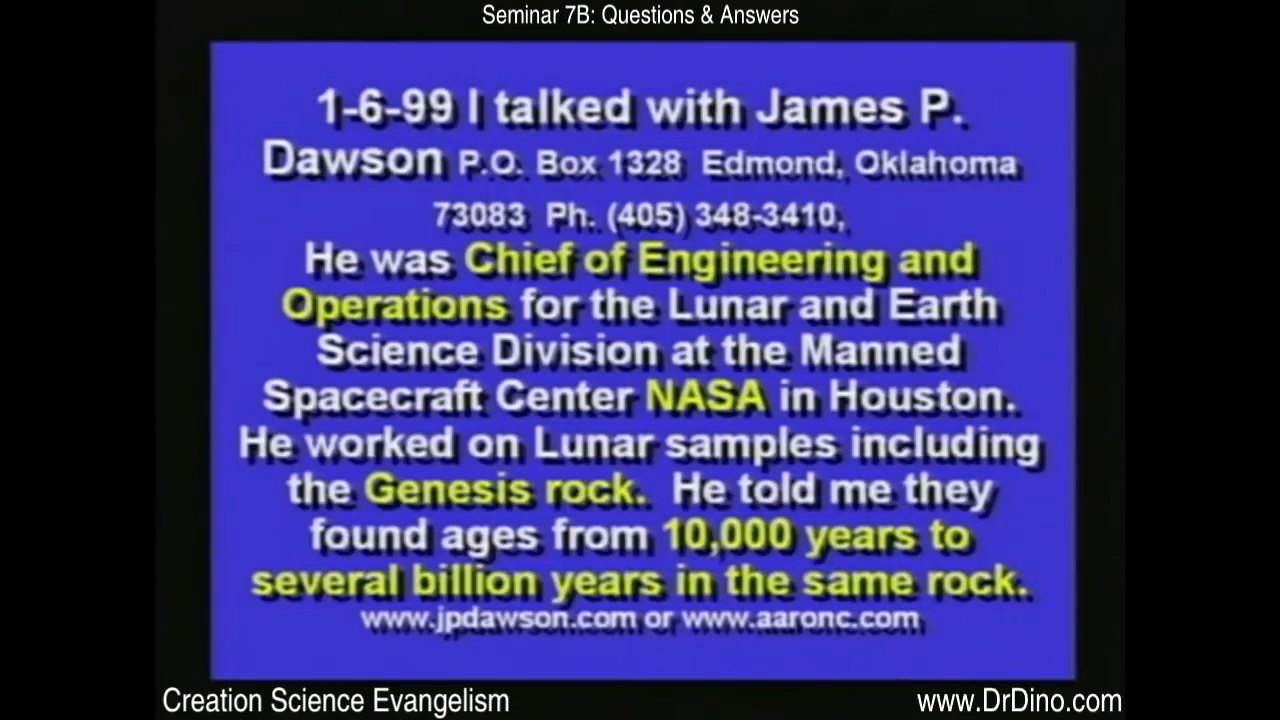 Seminar 7B: Questions & Answers
1-6-99 I talked with James P.
Dawson P.O. Box 1328 Edmond, Oklahoma
73083 Ph. (405) 348-3410,
He was Chief of Engineering and
Operations for the Lunar and Earth
Science Division at the Manned
Spacecraft Center NASA in Houston.
He worked on Lunar samples including
the Genesis rock. He told me they
found ages from 10,000 years to
several billion years in the same rock.
www.jpdawson.com or www.aaronc.com
Creation Science Evangelism
www.DrDino.com